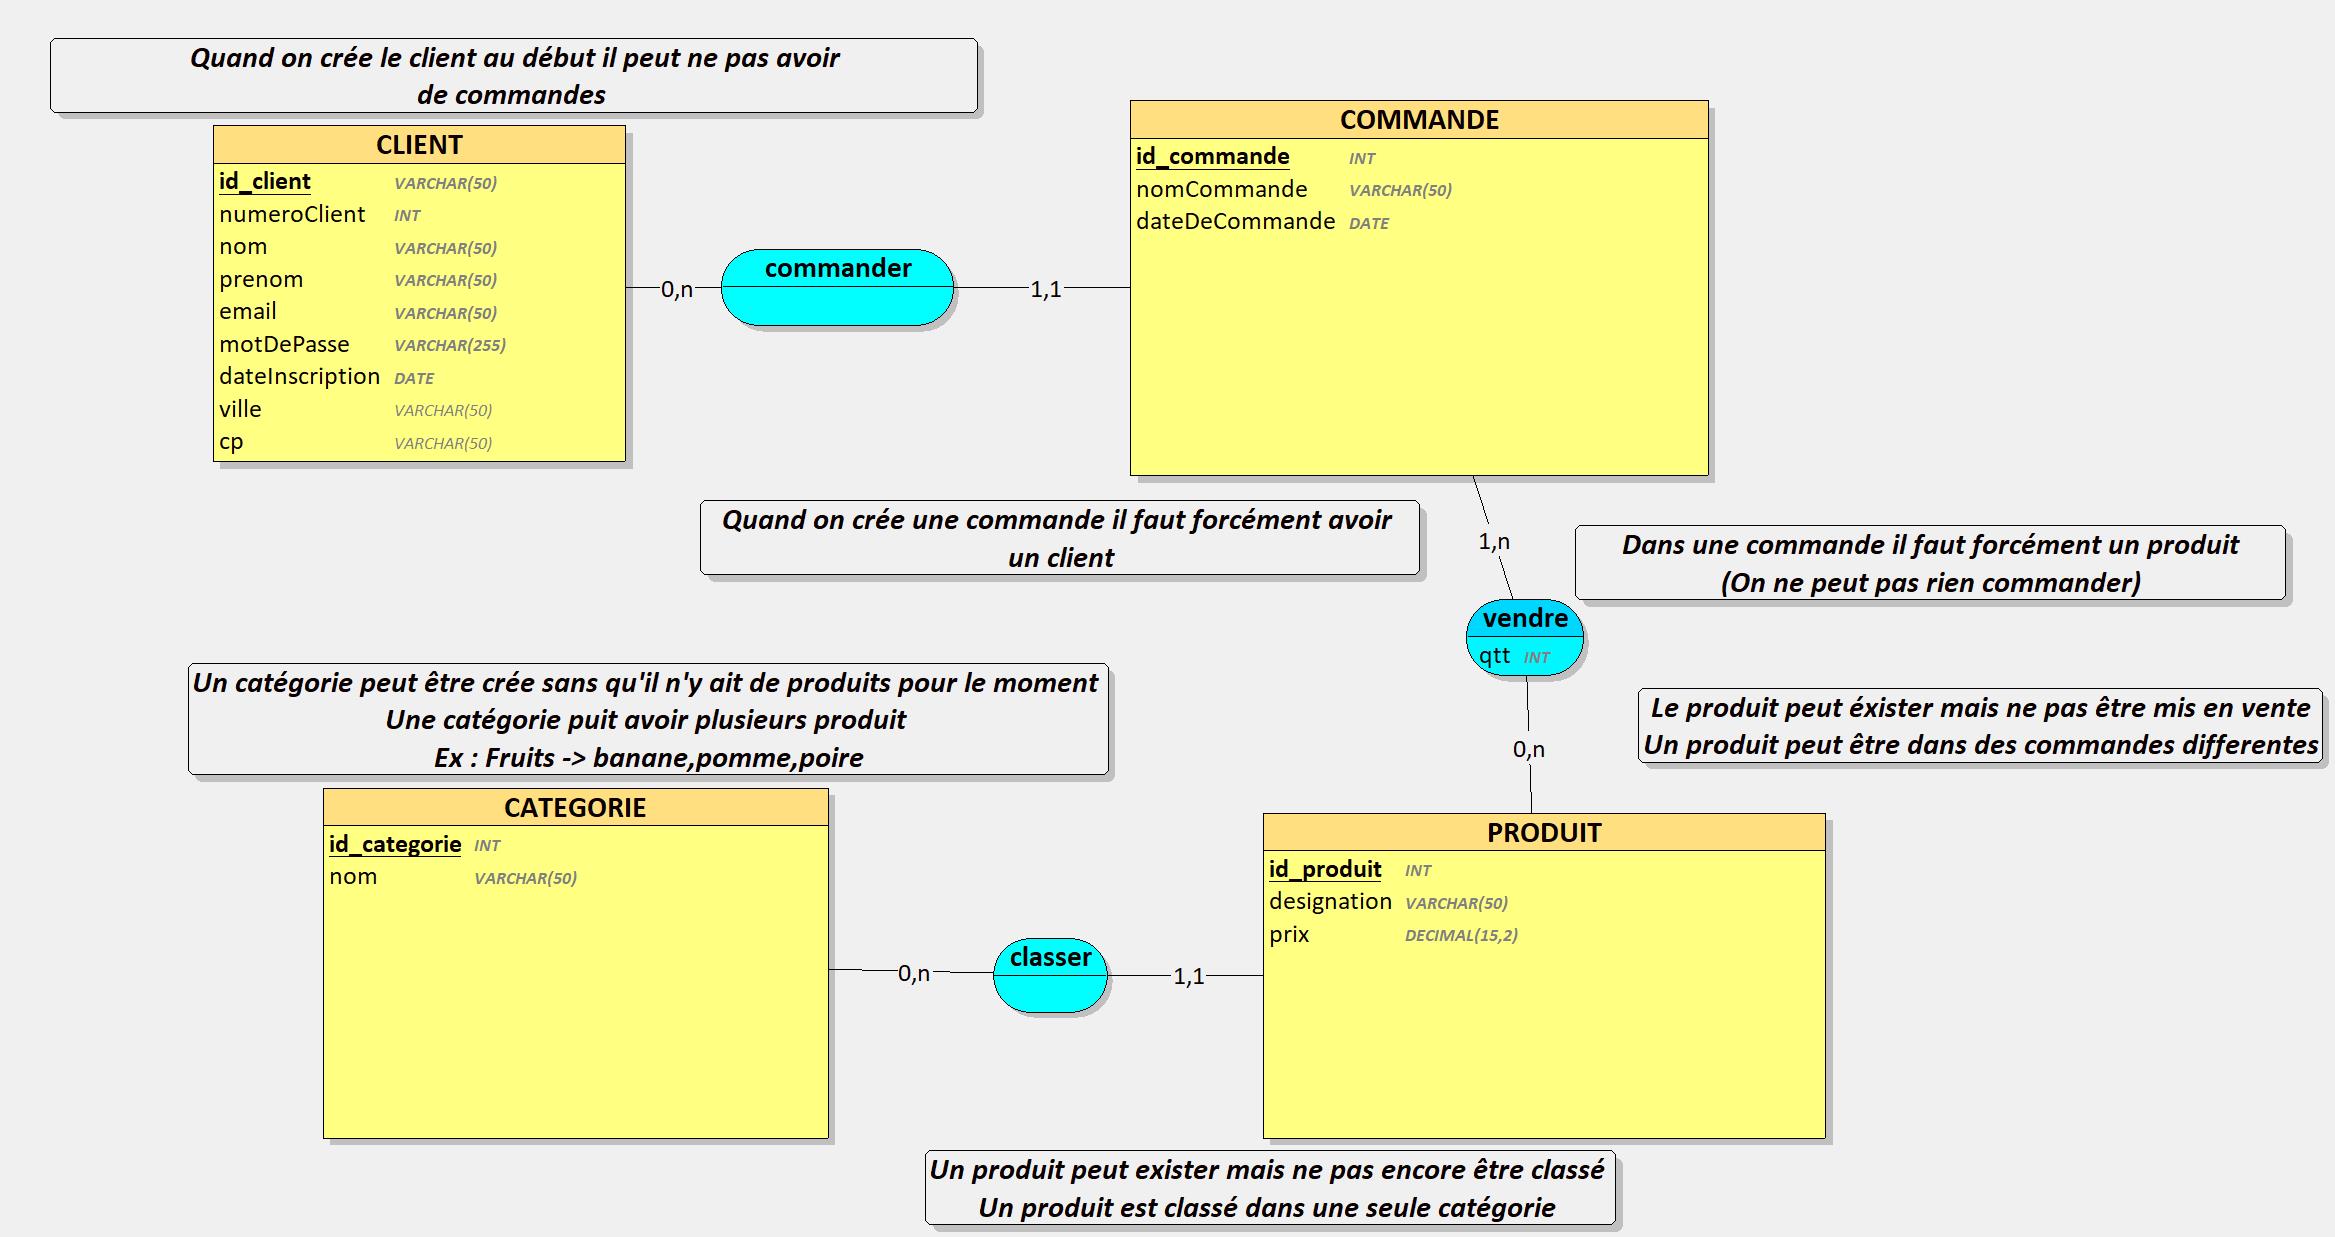 Quand on crée le client au début il peut ne pas avoir
de commandes
CLIENT
id_client VARCHAR(50)
numeroClient INT
nom VARCHAR(50)
prenom VARCHAR(50)
email VARCHAR(50)
motDePasse VARCHAR(255)
dateInscription DATE
ville VARCHAR(50)
cp VARCHAR(50)
0,n
commander
1,1
COMMANDE
id_commande INT
nomCommande VARCHAR(50)
dateDeCommande DATE
Quand on crée une commande il faut forcément avoir
un client
1,n
Dans une commande il faut forcément un produit
(On ne peut pas rien commander)
vendre
qtt INT
0,n
Le produit peut éxister mais ne pas être mis en vente
Un produit peut être dans des commandes differentes
Un catégorie peut être crée sans qu'il n'y ait de produits pour le moment
Une catégorie puit avoir plusieurs produit
Ex : Fruits -> banane,pomme,poire
CATEGORIE
id_categorie INT
nom VARCHAR(50)
0,n
classer
1,1
PRODUIT
id_produit INT
designation VARCHAR(50)
prix DECIMAL(15,2)
Un produit peut exister mais ne pas encore être classé
Un produit est classé dans une seule catégorie